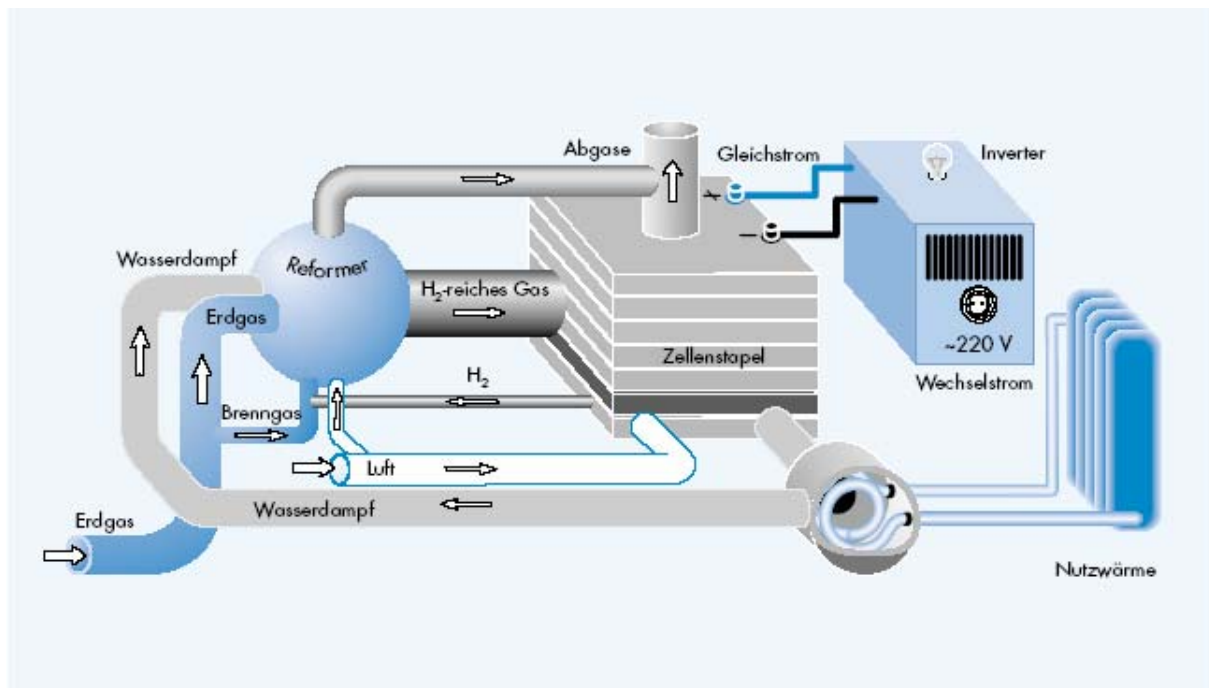 Abgase
Gleichstrom
Inverter
Wasserdampf
Reformer
+
–
H₂-reiches Gas
Erdgas
Zellenstapel
~220 V
Wechselstrom
H₂
Brenngas
Luft
Wasserdampf
Erdgas
Nutzwärme